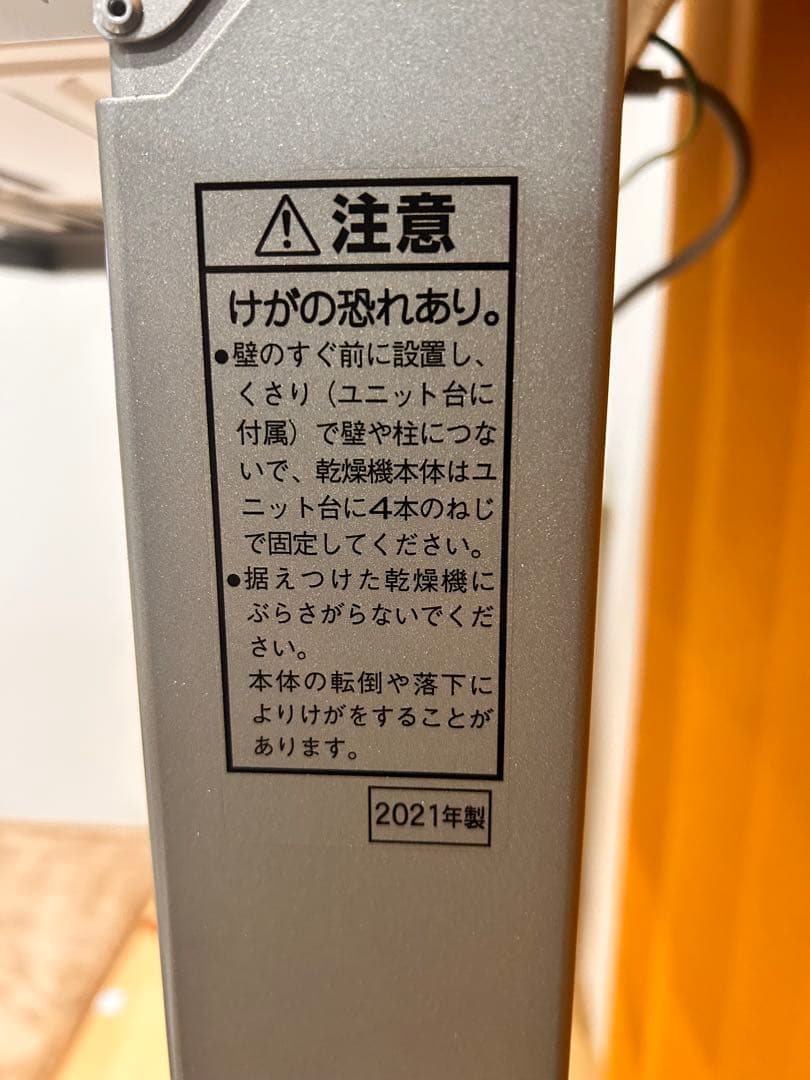 注意
けがの恐れあり。
●壁のすぐ前に設置し、
くさり（ユニット台に
付属）で壁や柱につな
いで、乾燥機本体はユ
ニット台に4本のねじ
で固定してください。
●据えつけた乾燥機に
ぶらさがらないでくだ
さい。
本体の転倒や落下に
よりけがをすることが
あります。
2021年製